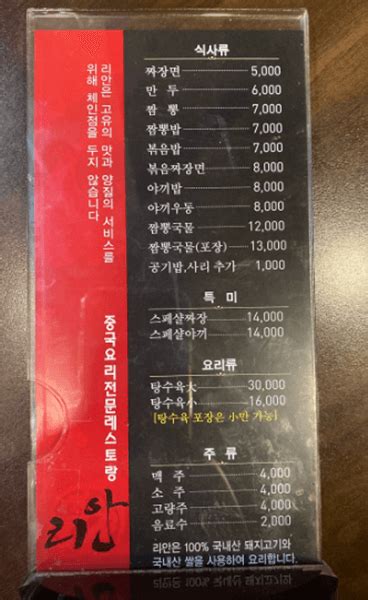 리안은 고유의 맛과 양질의 서비스를
위해 체인점을 두지 않습니다.
중국요리전문레스토랑
리안
식사류
짜장면 5,000
만 두 6,000
짬 뽕 7,000
짬뽕밥 7,000
볶음밥 7,000
볶음짜장면 8,000
야끼밥 8,000
야끼우동 8,000
짬뽕국물 12,000
짬뽕국물(포장) 13,000
공기밥,사리 추가 1,000
특 미
스페샬짜장 14,000
스페샬야끼 14,000
요리류
탕수육大 30,000
탕수육小 16,000
[탕수육 포장은 小만 가능]
주 류
맥 주 4,000
소 주 4,000
고량주 4,000
음료수 2,000
리안은 100% 국내산 돼지고기와
국내산 쌀을 사용하여 요리합니다.